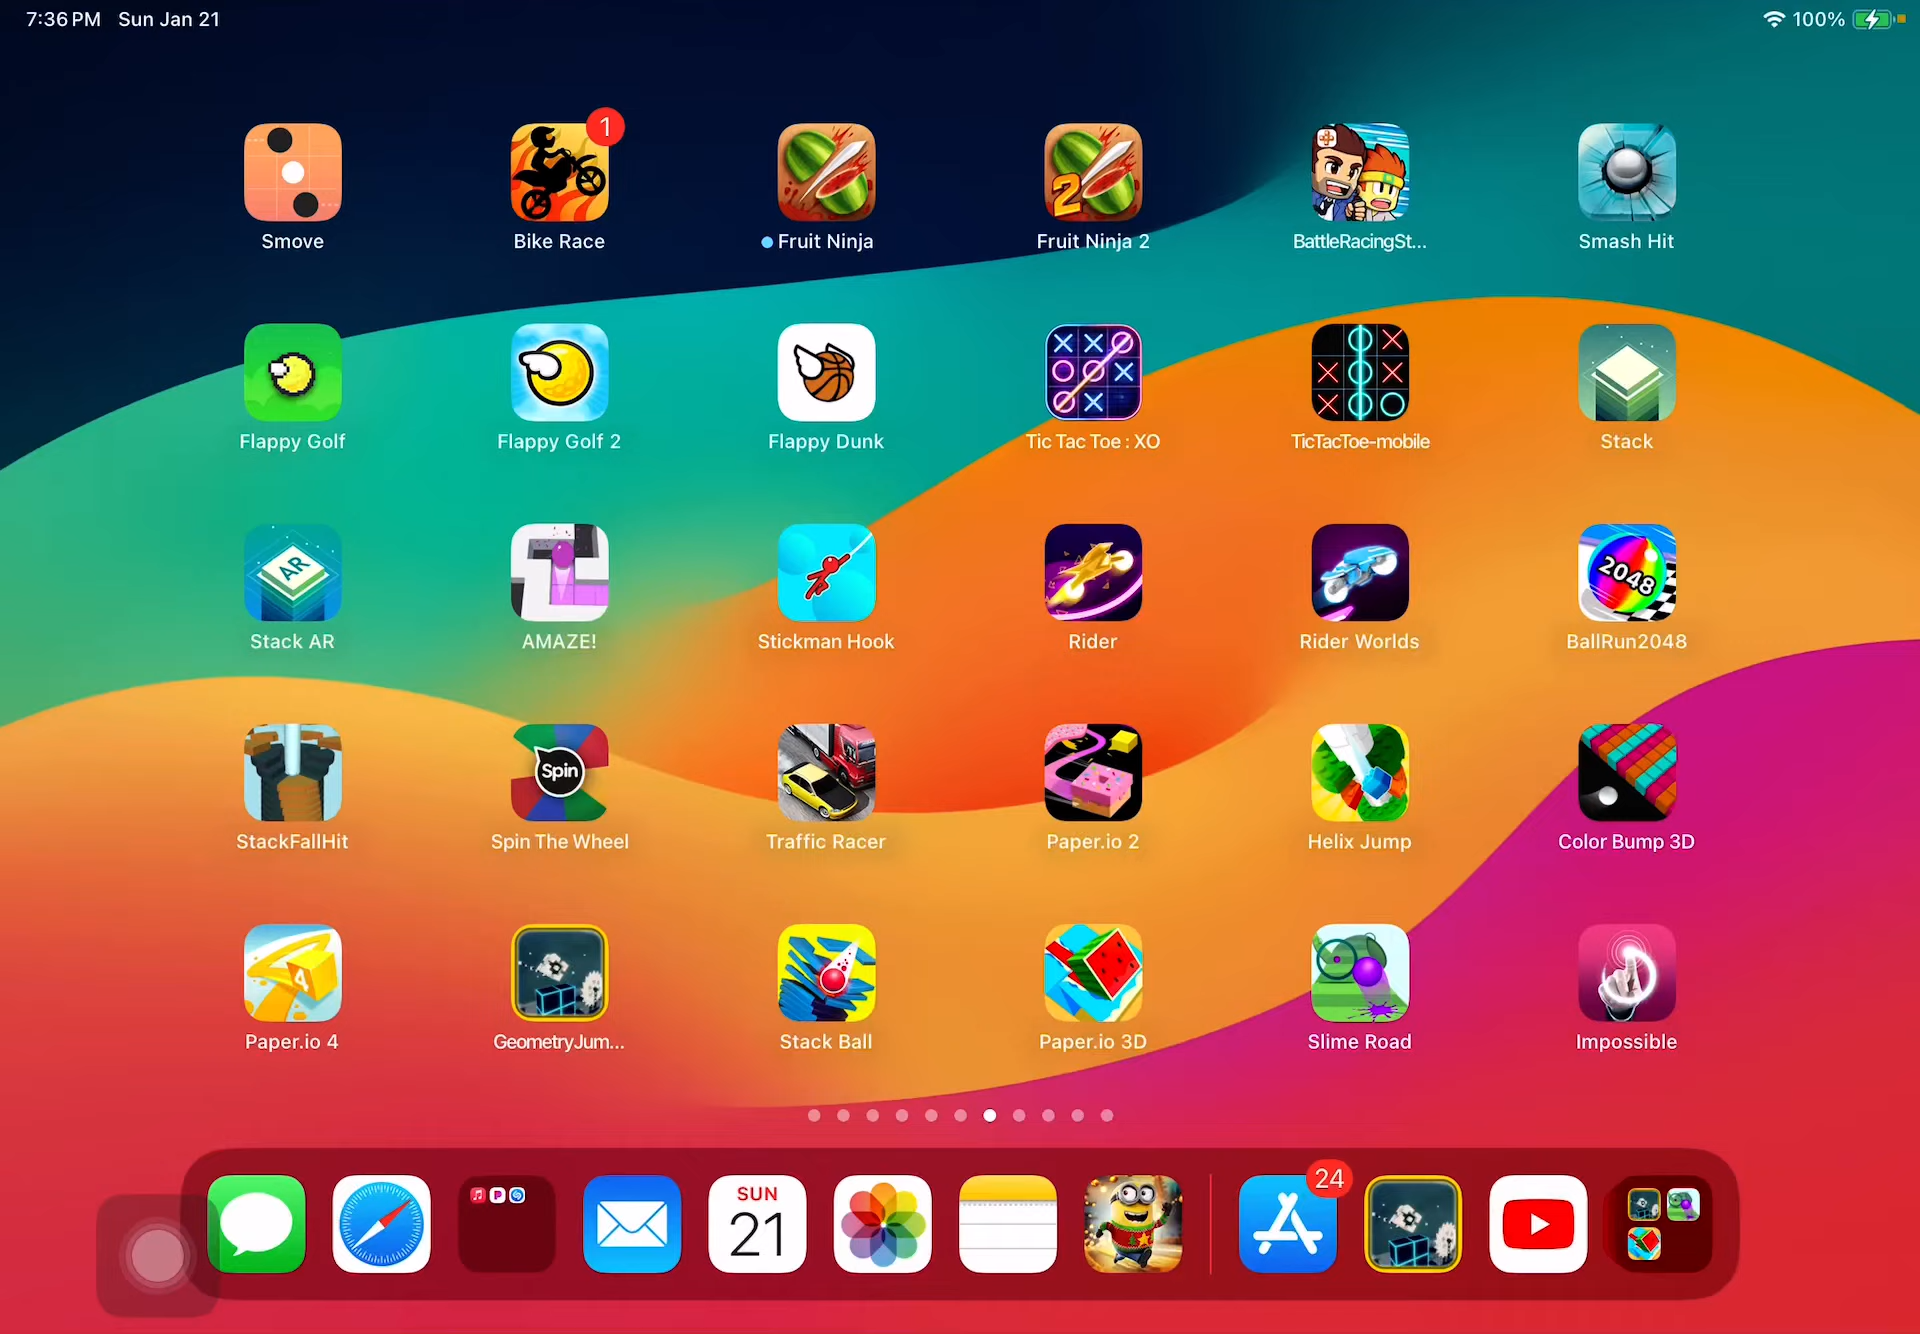 7:36 PM Sun Jan 21
100%
1
Smove
Bike Race
Fruit Ninja
2
Fruit Ninja 2
BattleRacingSt...
Smash Hit
Flappy Golf
Flappy Golf 2
Flappy Dunk
Tic Tac Toe : XO
TicTacToe-mobile
Stack
AR
2048
Stack AR
AMAZE!
Stickman Hook
Rider
Rider Worlds
BallRun2048
Spin
StackFallHit
Spin The Wheel
Traffic Racer
Paper.io 2
Helix Jump
Color Bump 3D
4
Paper.io 4
GeometryJum...
Stack Ball
Paper.io 3D
Slime Road
Impossible
24
SUN
21